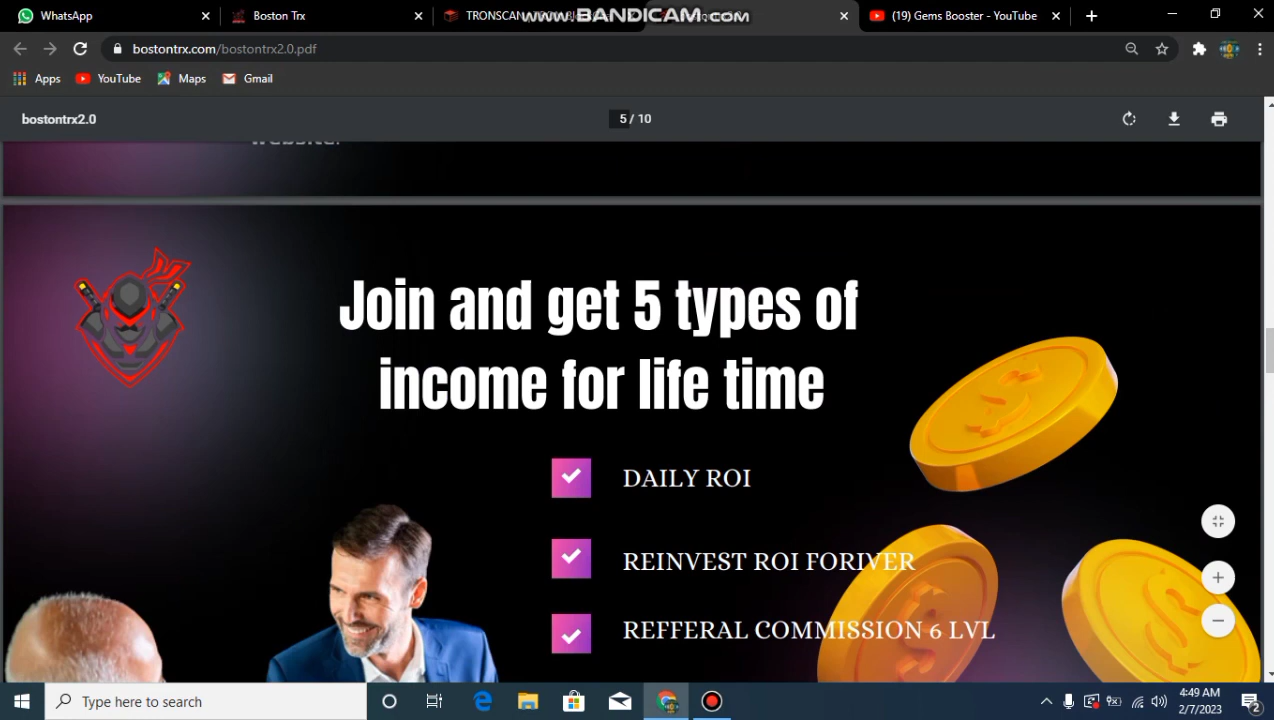 WhatsApp
Boston Trx
TRONSCAN
www.BANDICAM.com
(19) Gems Booster - YouTube
bostontrx.com/bostontrx2.0.pdf
Apps
YouTube
Maps
Gmail
bostontrx2.0
5 / 10
website.
Join and get 5 types of
income for life time
DAILY ROI
REINVEST ROI FORIVER
REFFERAL COMMISSION 6 LVL
Type here to search
4:49 AM
2/7/2023
2